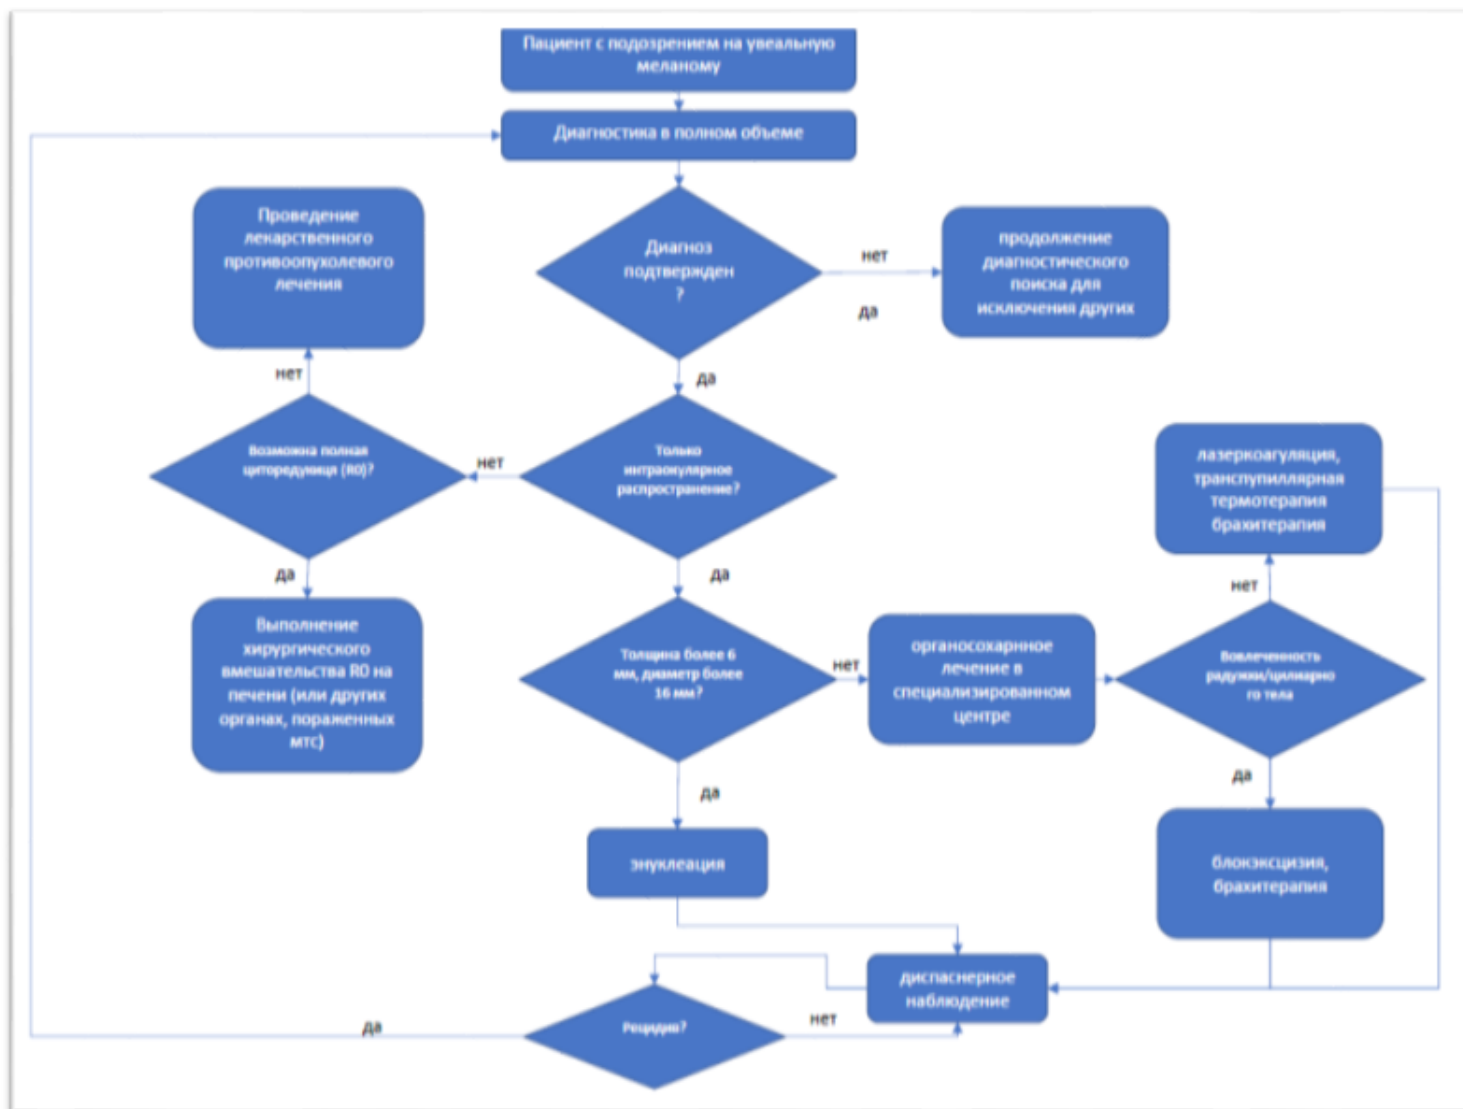 Пациент с подозрением на увеальную
меланому
Диагностика в полном объеме
Диагноз
подтвержден
?
нет
да
продолжение
диагностического
поиска для
исключения других
да
Проведение
лекарственного
противоопухолевого
лечения
нет
Возможна полная
циторедукиця (R0)?
нет
Только
интраокулярное
распространение?
да
Выполнение
хирургического
вмешательства R0 на
печени (или других
органах, пораженных
мтс)
да
Толщина более 6
мм, диаметр более
16 мм?
нет
органосохарнное
лечение в
специализированном
центре
лазеркоагуляция,
транспупиллярная
термотерапия
брахитерапия
нет
Вовлеченность
радужки/цилиарно
го тела
да
блокэксцизия,
брахитерапия
да
энуклеация
диспаснерное
наблюдение
Рецидив?
да
нет